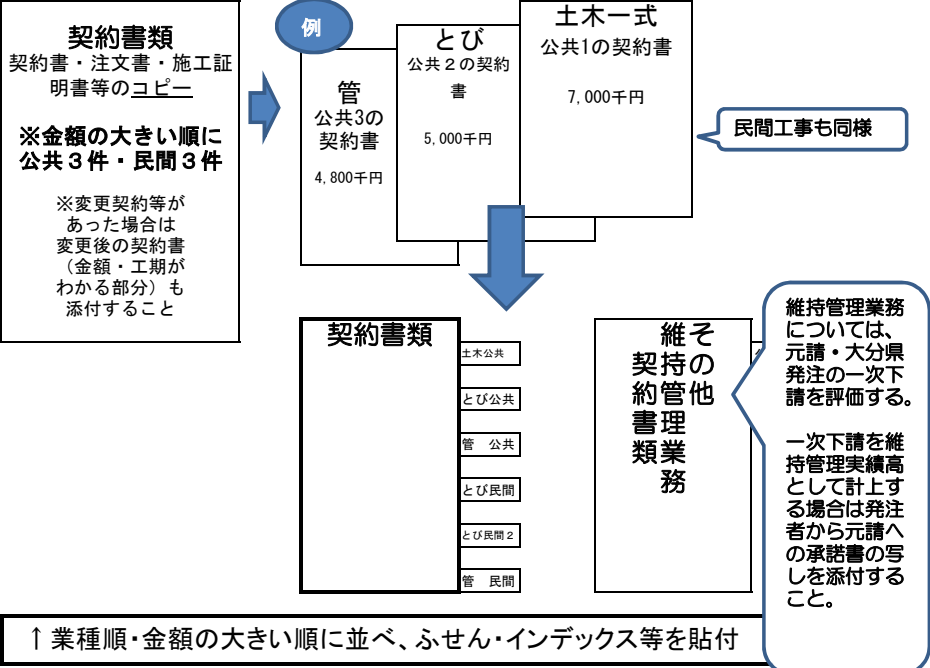 契約書類
契約書・注文書・施工証
明書等のコピー
※金額の大きい順に
公共３件・民間３件
※変更契約等が
あった場合は
変更後の契約書
（金額・工期が
わかる部分）も
添付すること
例
管
公共3の
契約書
4,800千円
とび
公共２の契約
書
5,000千円
土木一式
公共1の契約書
7,000千円
民間工事も同様
契約書類
土木公共
とび公共
管　公共
とび民間
とび民間２
管　民間
その他
維持管理業務
契約書類
維持管理業務
については、
元請・大分県
発注の一次下
請を評価する。
一次下請を維
持管理実績高
として計上す
る場合は発注
者から元請へ
の承諾書の写
しを添付する
こと。
↑業種順・金額の大きい順に並べ、ふせん・インデックス等を貼付